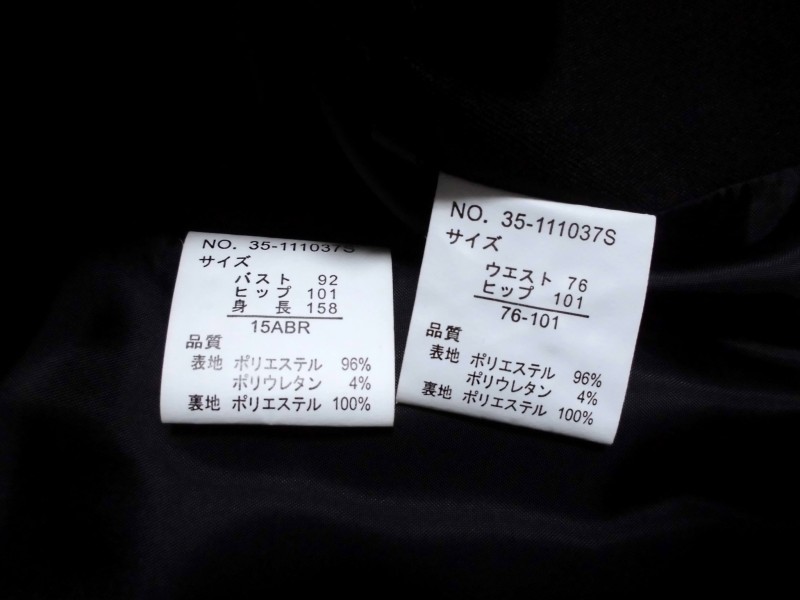 NO. 35-111037S
サイズ
バスト 92
ヒップ 101
身長 158
15ABR
品質
表地 ポリエステル 96%
ポリウレタン 4%
裏地 ポリエステル 100%
NO. 35-111037S
サイズ
ウエスト 76
ヒップ 101
76-101
品質
表地 ポリエステル 96%
ポリウレタン 4%
裏地 ポリエステル 100%